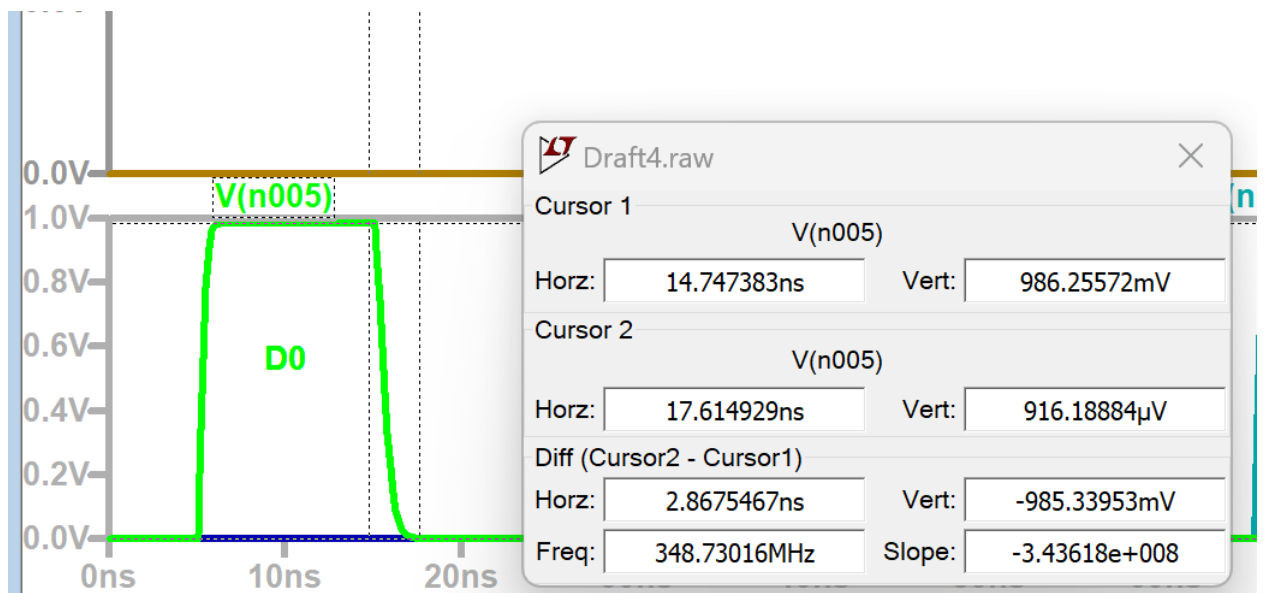 Draft4.raw
0.0V
V(n005)
1.0V
0.8V
0.6V
D0
0.4V
0.2V
0.0V
0ns 10ns 20ns
Cursor 1
V(n005)
Horz: 14.747383ns Vert: 986.25572mV
Cursor 2
V(n005)
Horz: 17.614929ns Vert: 916.18884µV
Diff (Cursor2 - Cursor1)
Horz: 2.8675467ns Vert: -985.33953mV
Freq: 348.73016MHz Slope: -3.43618e+008
(n